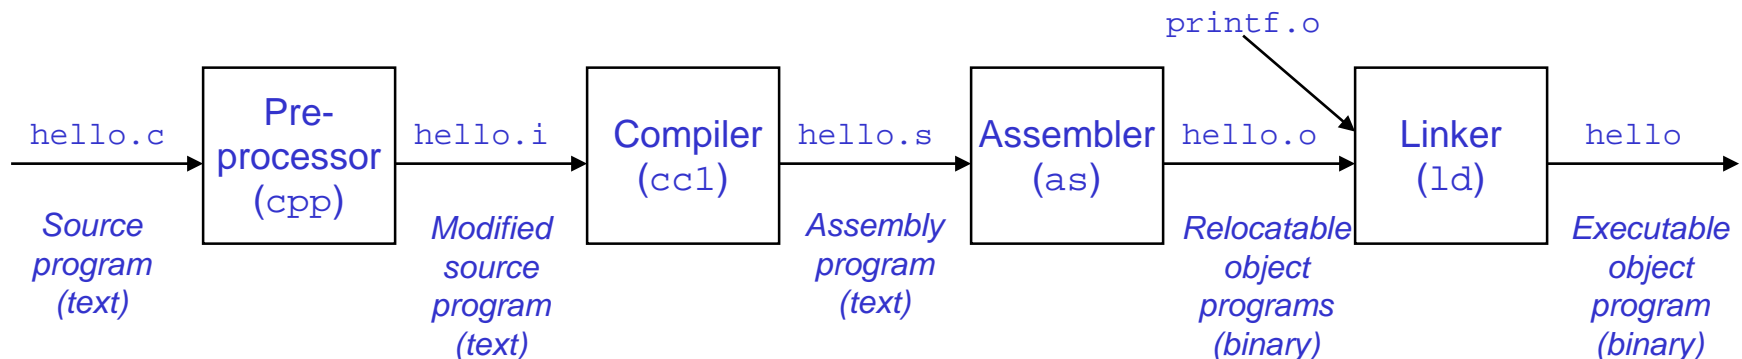 printf.o
hello.c
Pre-
processor
(cpp)
hello.i
Compiler
(cc1)
hello.s
Assembler
(as)
hello.o
Linker
(ld)
hello
Source
program
(text)
Modified
source
program
(text)
Assembly
program
(text)
Relocatable
object
programs
(binary)
Executable
object
program
(binary)